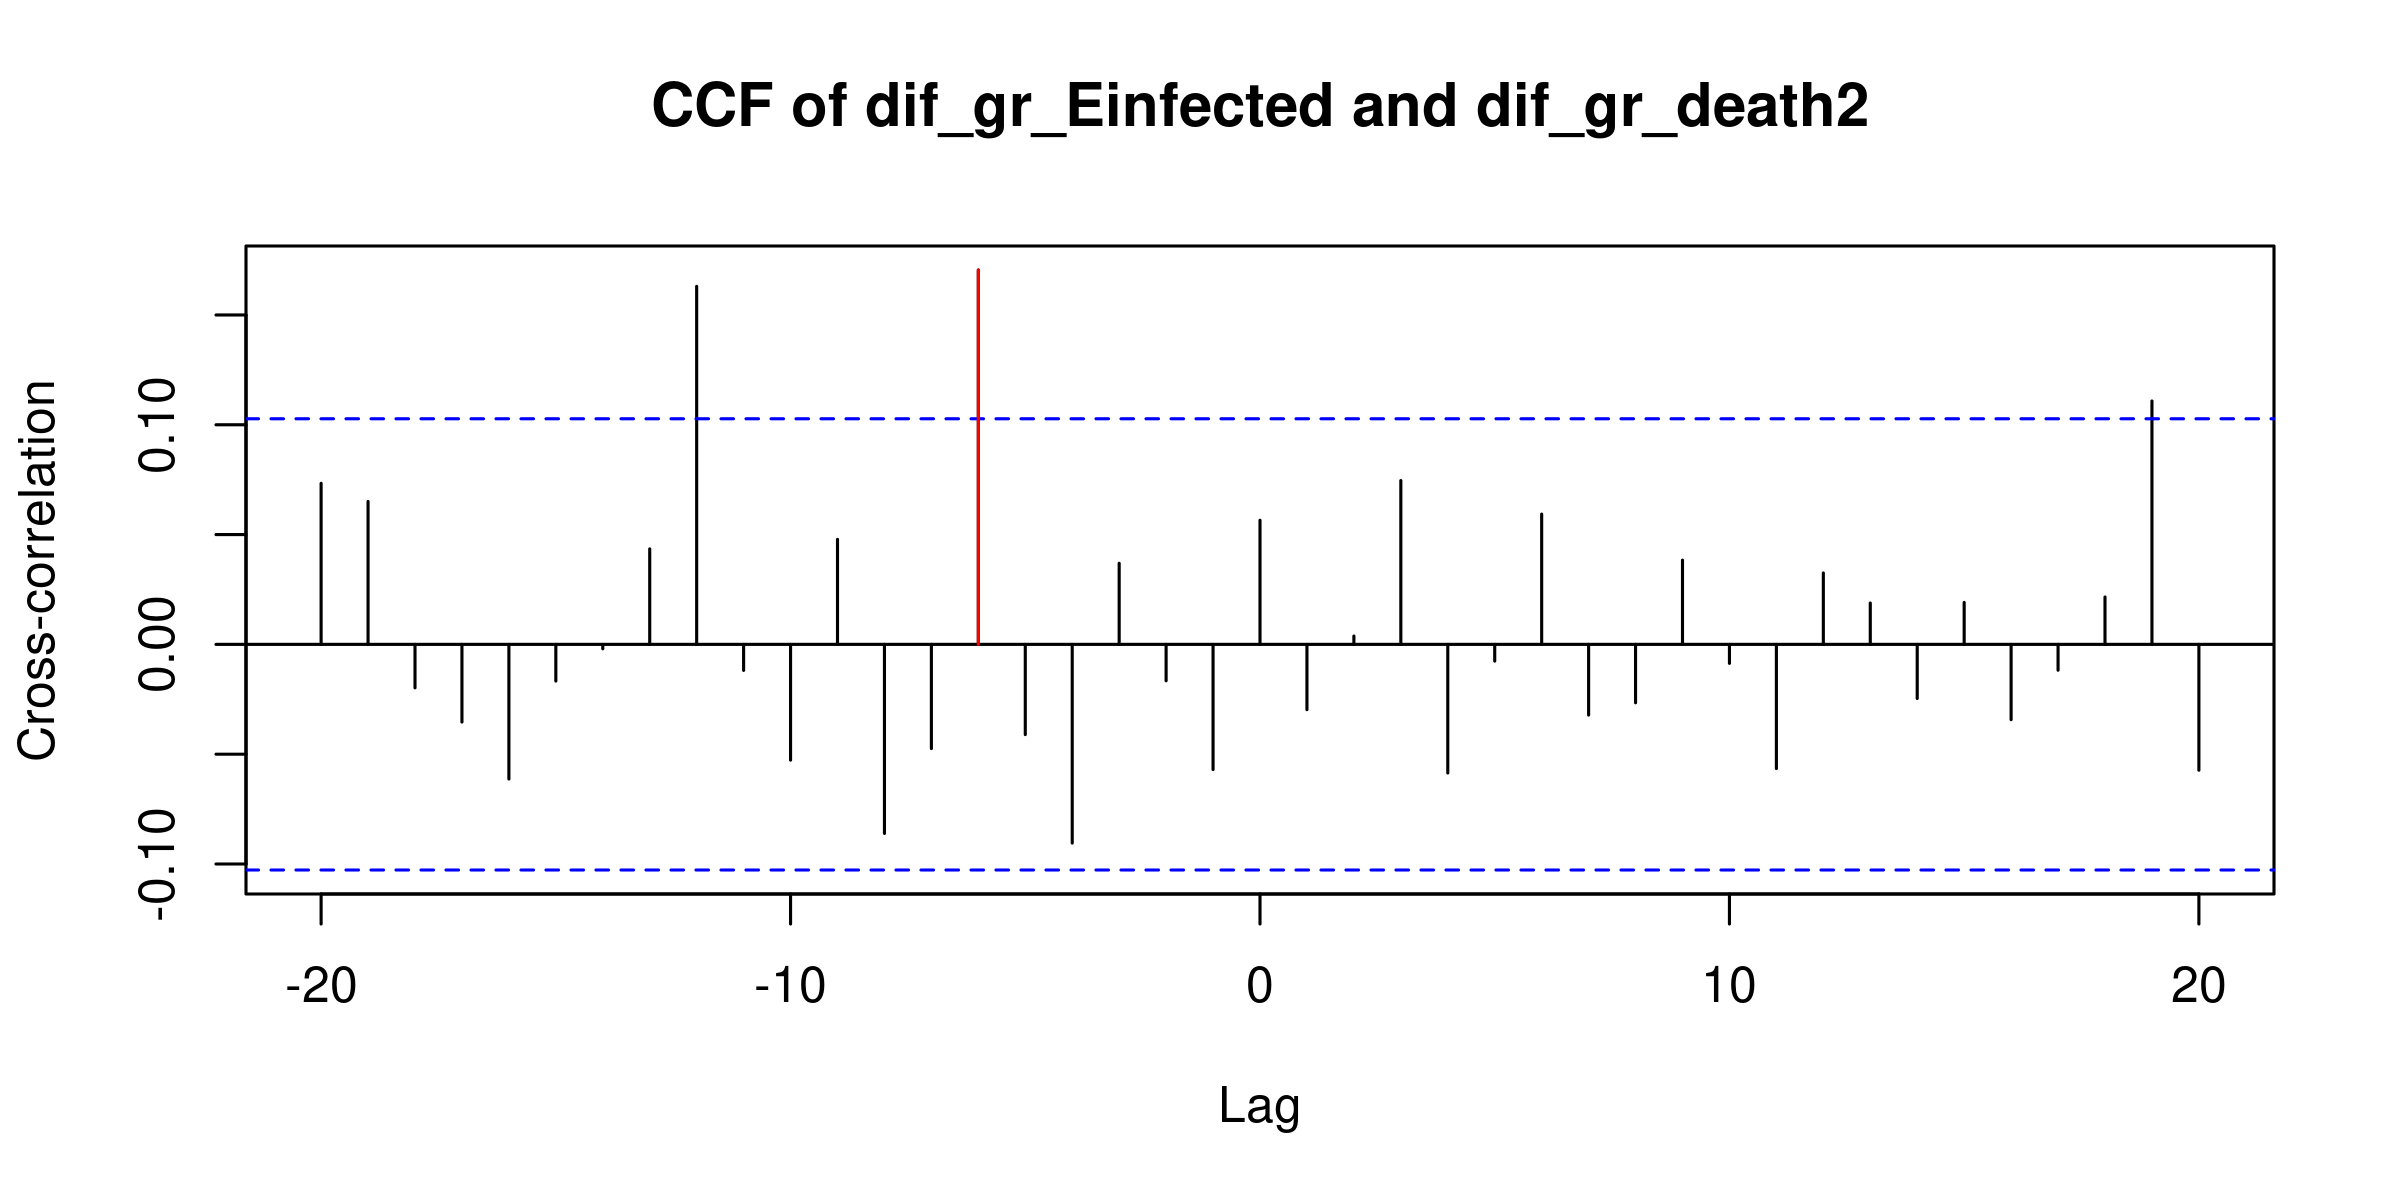 CCF of dif_gr_Einfected and dif_gr_death2
Cross-correlation
0.10
0.00
-0.10
-20 -10 0 10 20
Lag